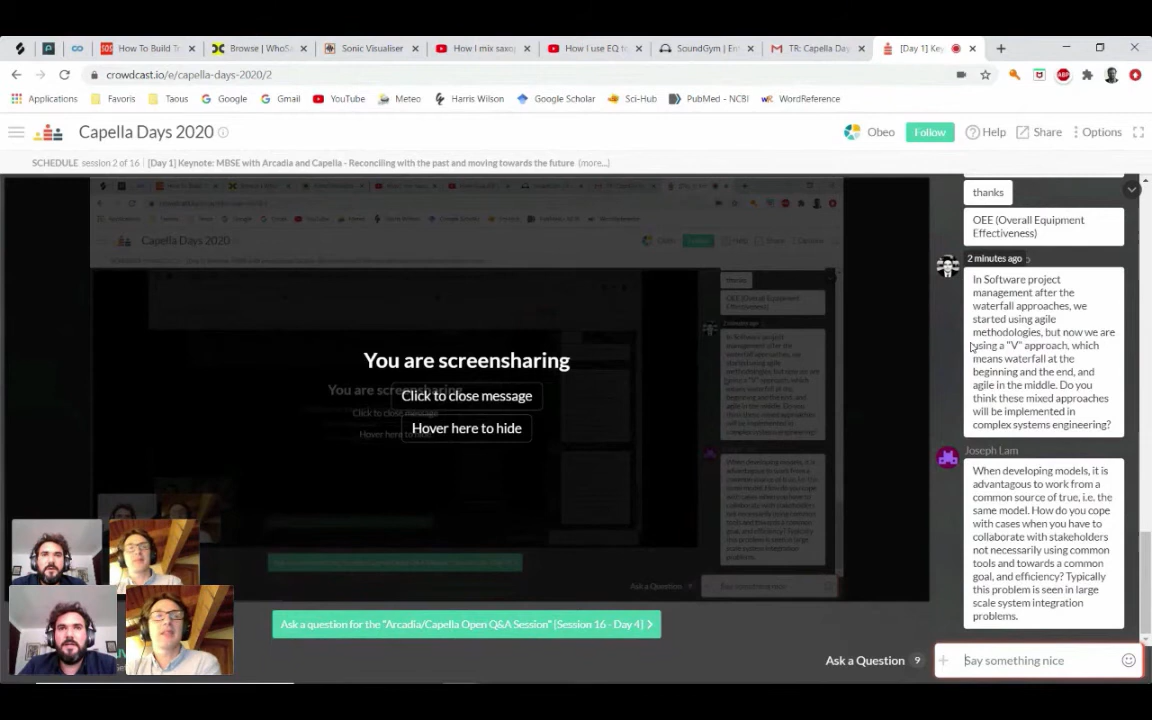 How To Build Tr
Browse | WhoSa
Sonic Visualiser
How I mix saxo
How I use EQ to
SoundGym | Em
TR: Capella Day
[Day 1] Key
crowdcast.io/e/capella-days-2020/2
Applications
Favoris
Taous
Google
Gmail
YouTube
Meteo
Harris Wilson
Google Scholar
Sci-Hub
PubMed - NCBI
WordReference
Capella Days 2020
Obeo
Follow
Help
Share
Options
SCHEDULE session 2 of 16 | [Day 1] Keynote: MBSE with Arcadia and Capella - Reconciling with the past and moving towards the future (more...)
You are screensharing
Click to close message
Hover here to hide
thanks
OEE (Overall Equipment
Effectiveness)
2 minutes ago
In Software project
management after the
waterfall approaches, we
started using agile
methodologies, but now we are
using a "V" approach, which
means waterfall at the
beginning and the end, and
agile in the middle. Do you
think these mixed approaches
will be implemented in
complex systems engineering?
Joseph Lam
When developing models, it is
advantagous to work from a
common source of true, i.e. the
same model. How do you cope
with cases when you have to
collaborate with stakeholders
not necessarily using common
tools and towards a common
goal, and efficiency? Typically
this problem is seen in large
scale system integration
problems.
Ask a question for the "Arcadia/Capella Open Q&A Session" [Session 16 - Day 4]
Ask a Question 9
Say something nice